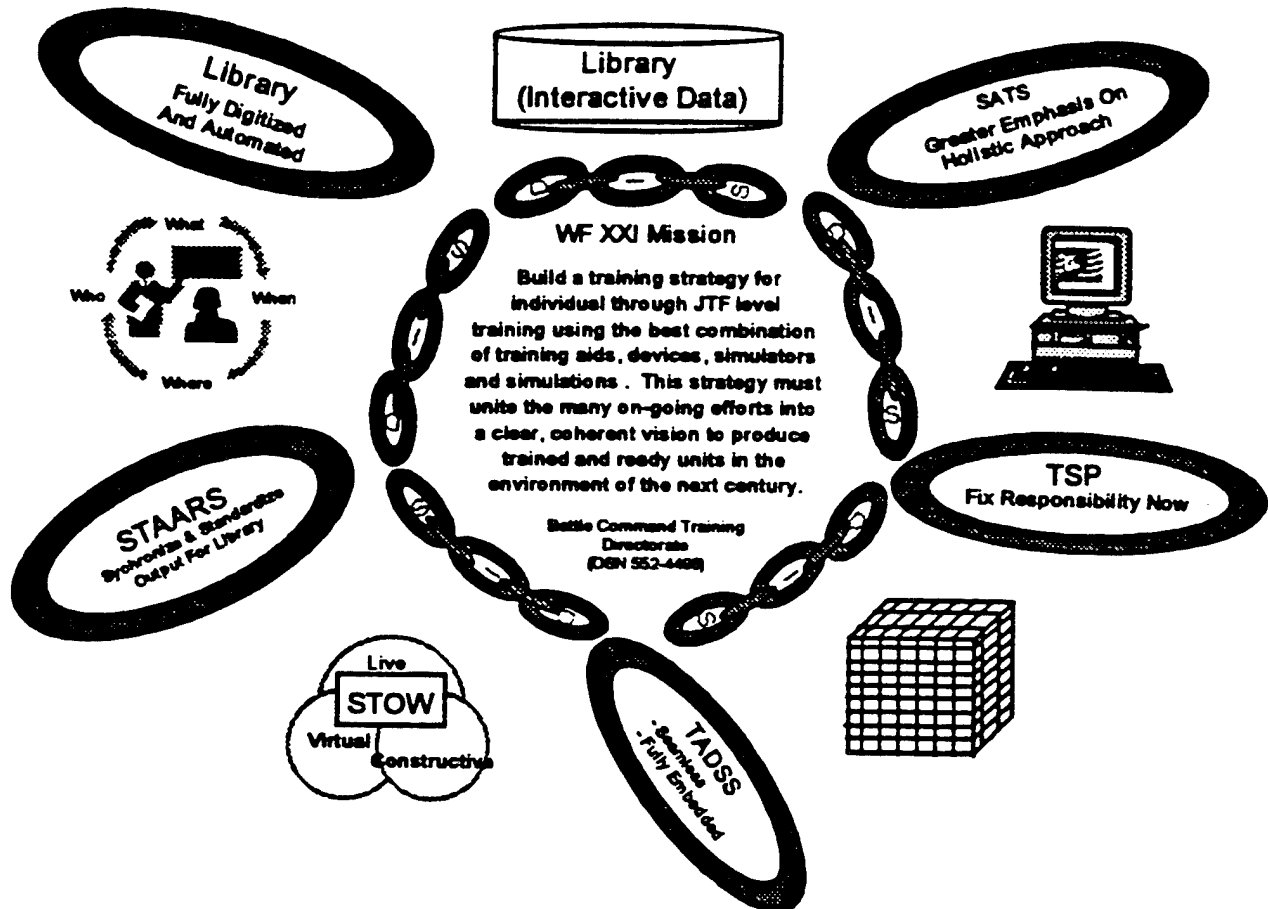 Library
Fully Digitized
And Automated
Library
(Interactive Data)
SATS
Greater Emphasis On
Holistic Approach
D I S
S I D
D I S
What
Who
When
Where
WF XXI Mission
Build a training strategy for
individual through JTF level
training using the best combination
of training aids, devices, simulators
and simulations . This strategy must
unite the many on-going efforts into
a clear, coherent vision to produce
trained and ready units in the
environment of the next century.
Battle Command Training
Directorate
STAARS
Sychronize & Standardize
Output For Library
TSP
Fix Responsibility Now
S I D
D I S
Live
STOW
Virtual
Constructive
TADSS
- Seamless
- Fully Embedded